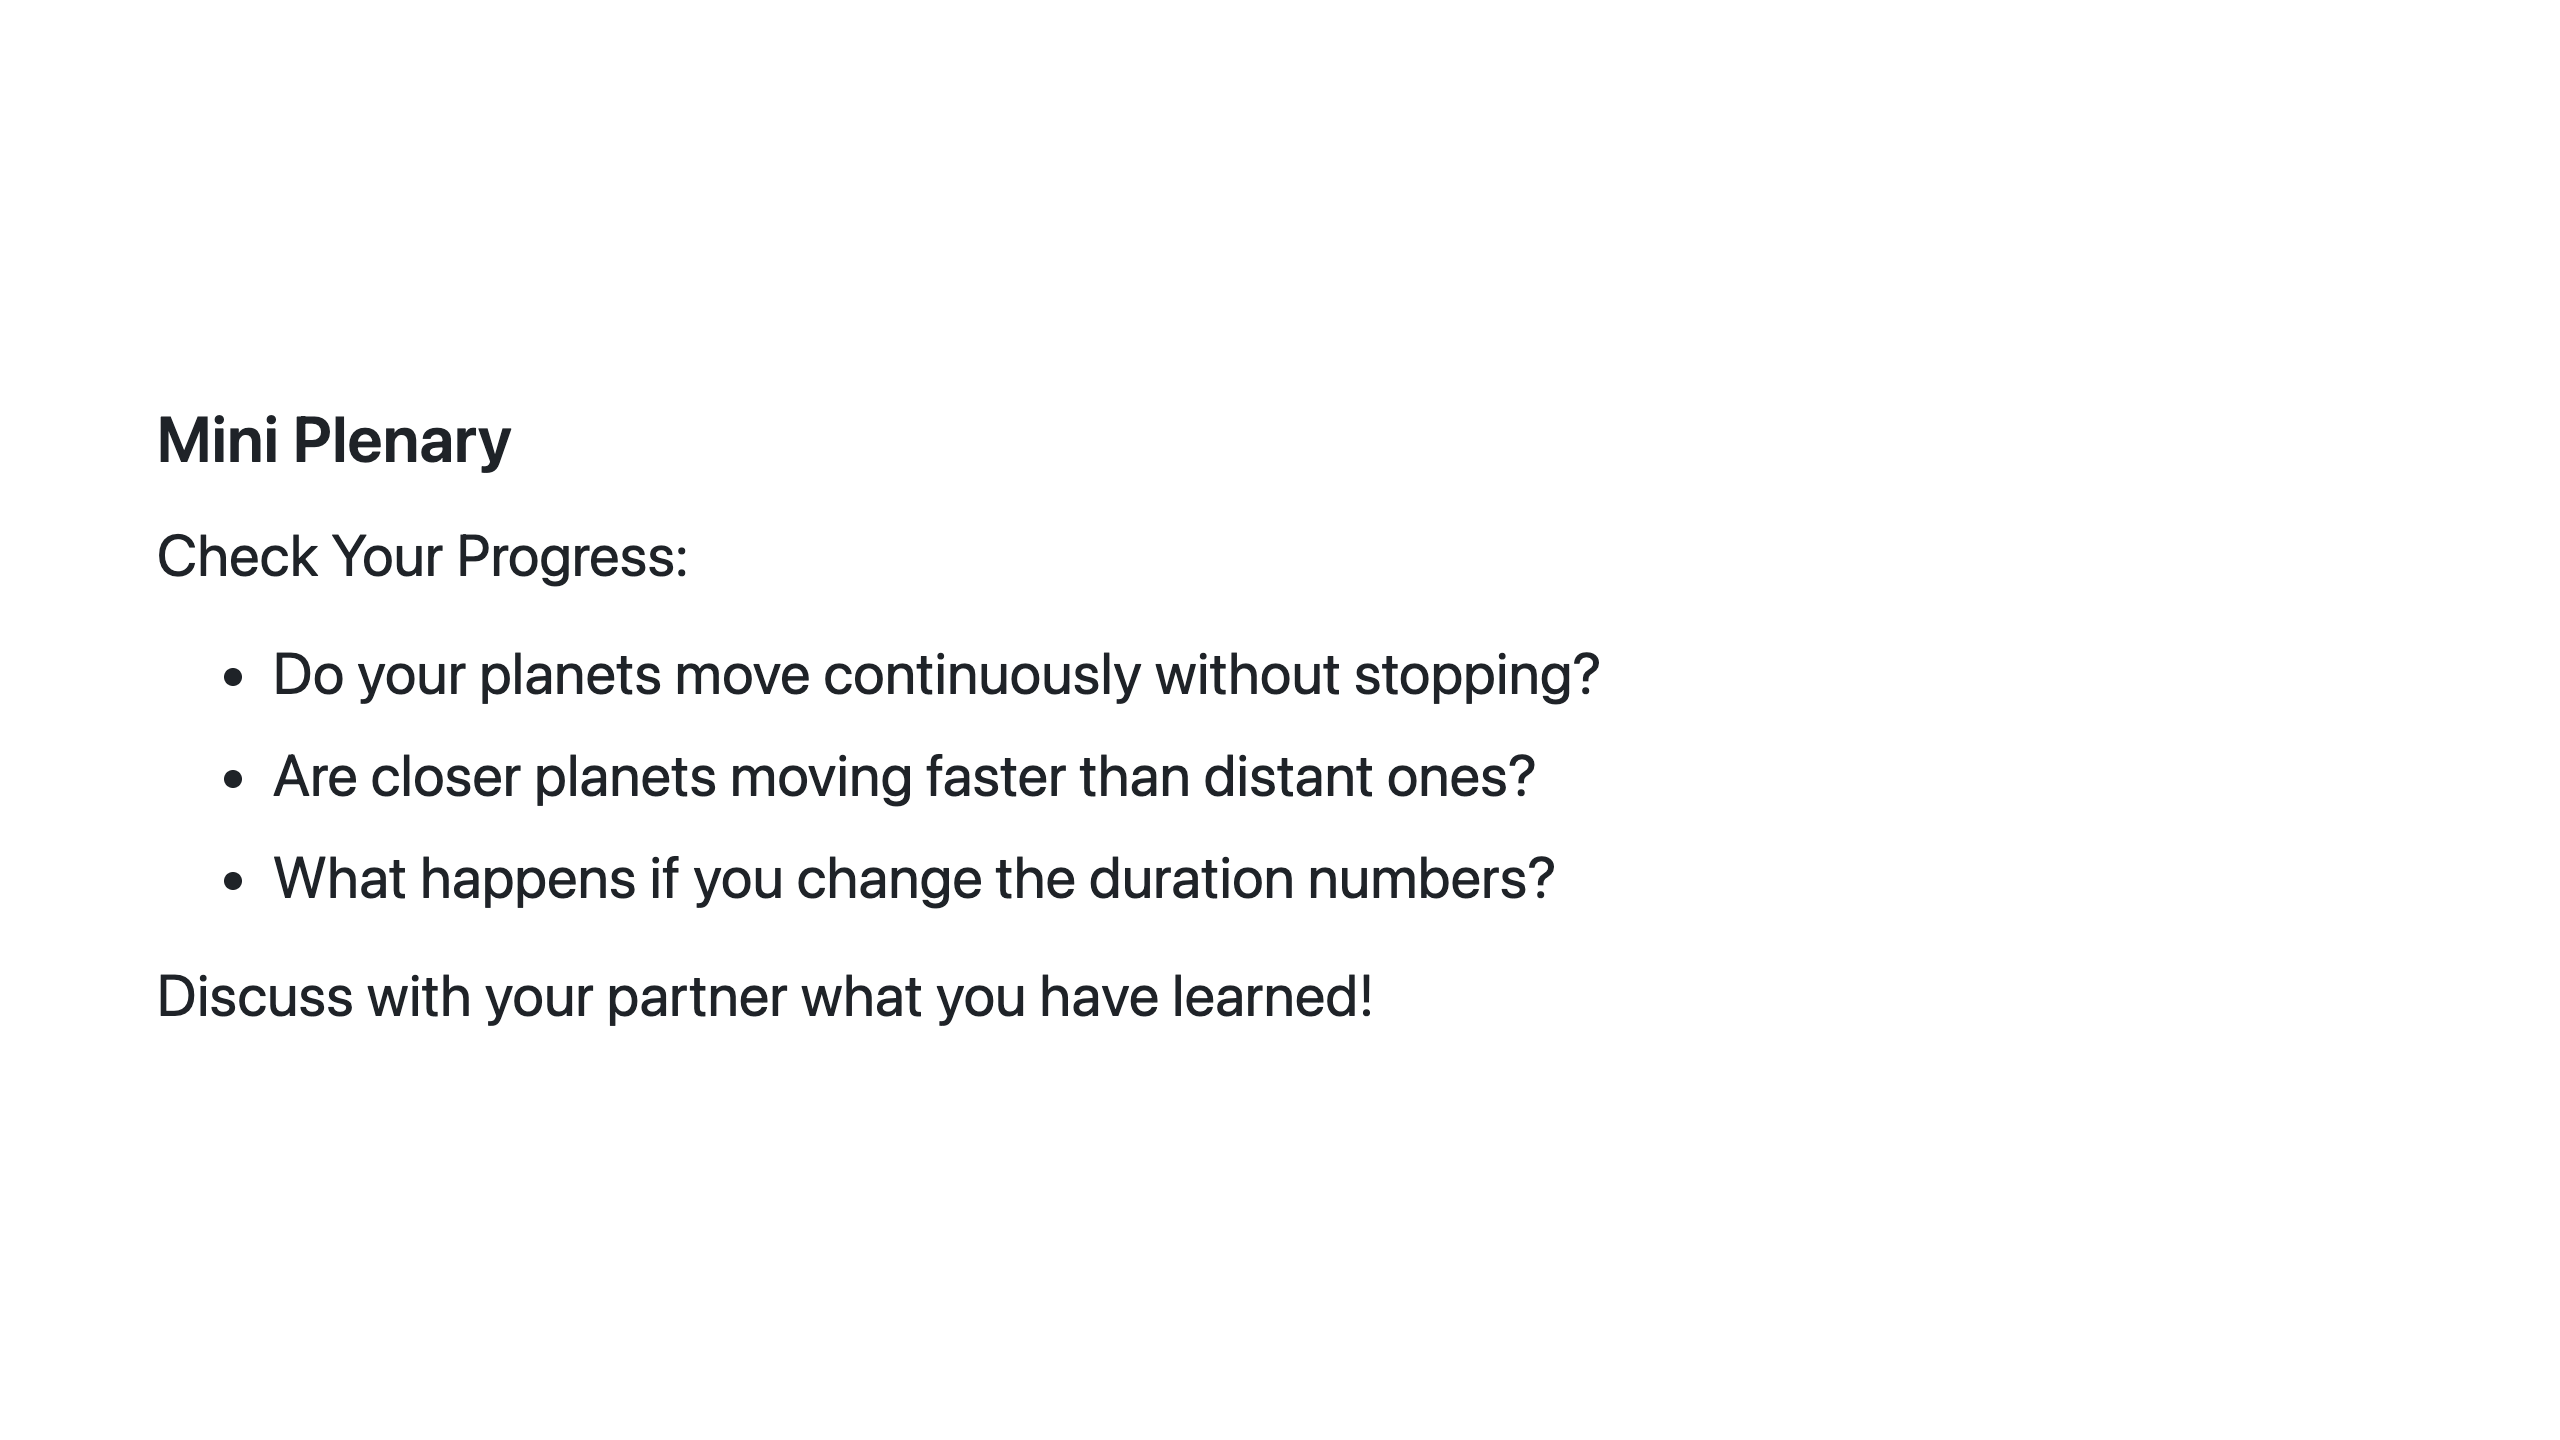 Mini Plenary
Check Your Progress:
• Do your planets move continuously without stopping?
• Are closer planets moving faster than distant ones?
• What happens if you change the duration numbers?
Discuss with your partner what you have learned!